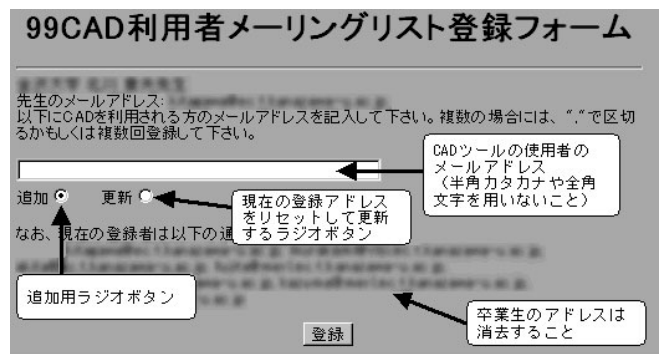 99CAD利用者メーリングリスト登録フォーム
先生のメールアドレス:
以下にCADを利用される方のメールアドレスを記入して下さい。複数の場合には、“,”で区切
るかもしくは複数回登録して下さい。
CADツールの使用者の
メールアドレス
(半角カタカナや全角
文字を用いないこと)
追加
更新
現在の登録アドレス
をリセットして更新
するラジオボタン
なお、現在の登録者は以下の通
追加用ラジオボタン
卒業生のアドレスは
消去すること
登録